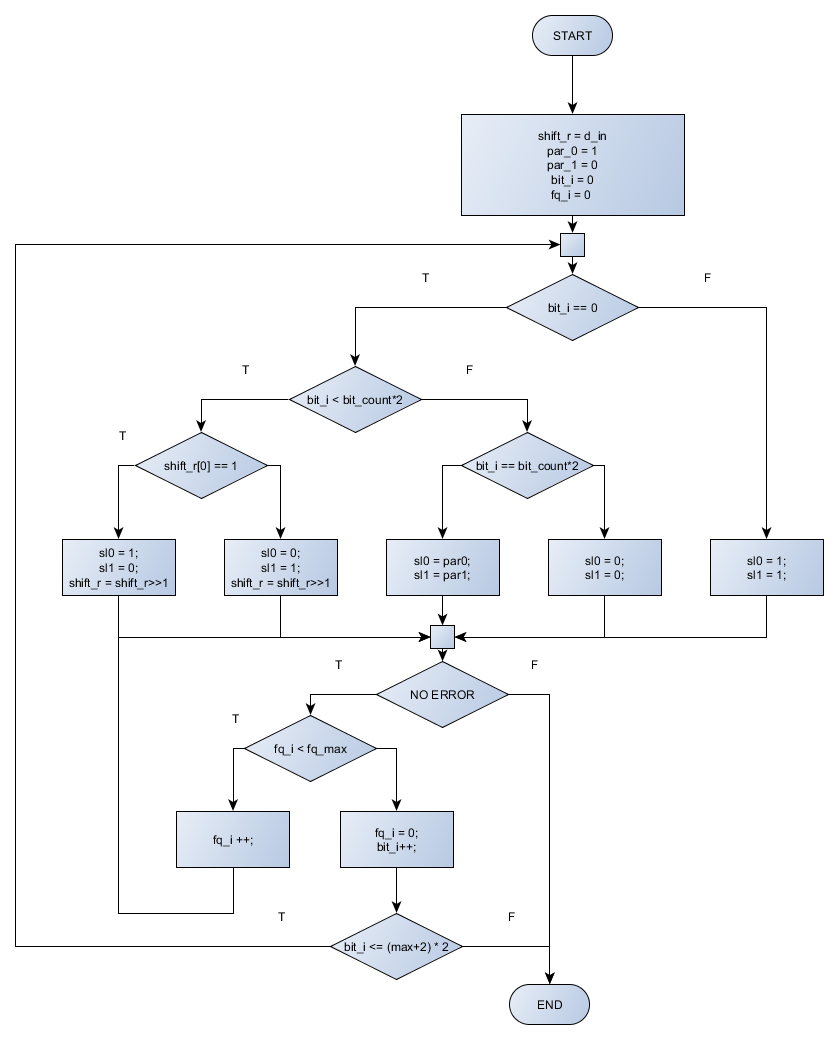 START
shift_r = d_in
par_0 = 1
par_1 = 0
bit_i = 0
fq_i = 0
T
F
bit_i == 0
T
F
bit_i < bit_count*2
T
shift_r[0] == 1
bit_i == bit_count*2
sl0 = 1;
sl1 = 0;
shift_r = shift_r>>1
sl0 = 0;
sl1 = 1;
shift_r = shift_r>>1
sl0 = par0;
sl1 = par1;
sl0 = 0;
sl1 = 0;
sl0 = 1;
sl1 = 1;
T
F
NO ERROR
T
fq_i < fq_max
fq_i ++;
fq_i = 0;
bit_i++;
T
F
bit_i <= (max+2) * 2
END